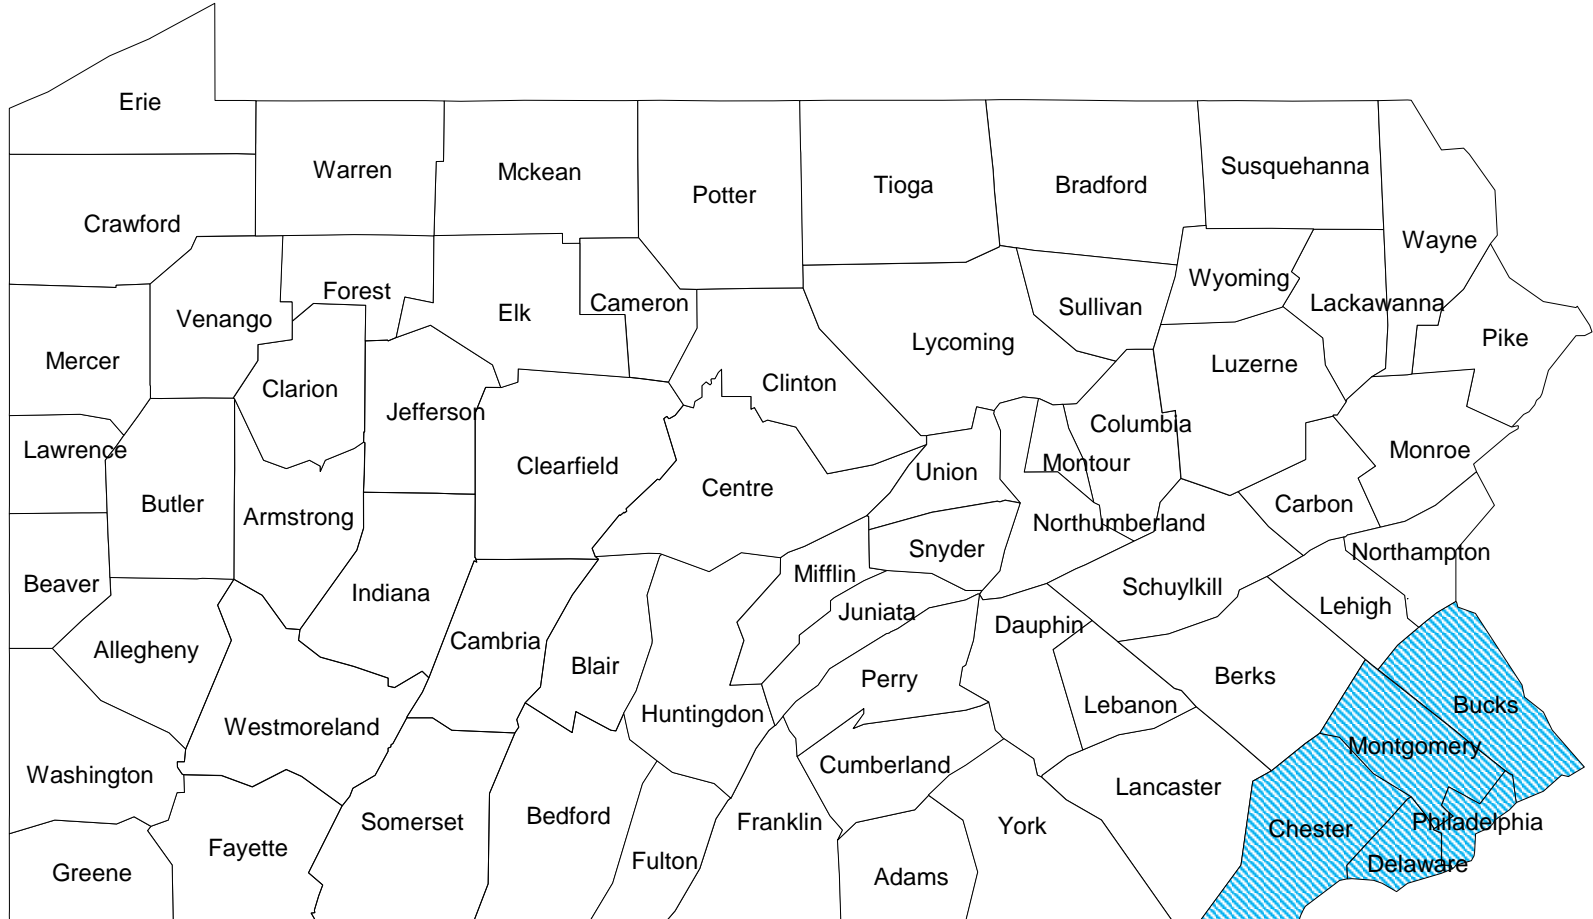 Erie
Warren
Mckean
Potter
Tioga
Bradford
Susquehanna
Crawford
Wayne
Venango
Forest
Elk
Cameron
Sullivan
Wyoming
Lackawanna
Mercer
Clarion
Jefferson
Clinton
Lycoming
Luzerne
Pike
Lawrence
Butler
Armstrong
Clearfield
Centre
Union
Montour
Columbia
Carbon
Monroe
Beaver
Indiana
Snyder
Northumberland
Northampton
Mifflin
Juniata
Schuylkill
Lehigh
Allegheny
Cambria
Blair
Dauphin
Westmoreland
Huntingdon
Perry
Lebanon
Berks
Bucks
Washington
Cumberland
Lancaster
Montgomery
Greene
Fayette
Somerset
Bedford
Fulton
Franklin
Adams
York
Chester
Philadelphia
Delaware